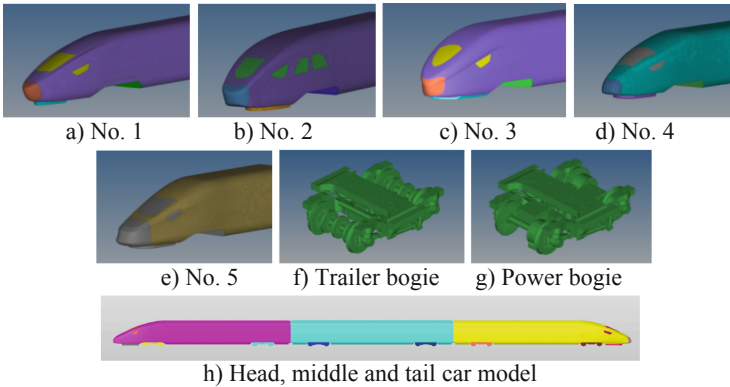 a) No. 1
b) No. 2
c) No. 3
d) No. 4
e) No. 5
f) Trailer bogie
g) Power bogie
h) Head, middle and tail car model